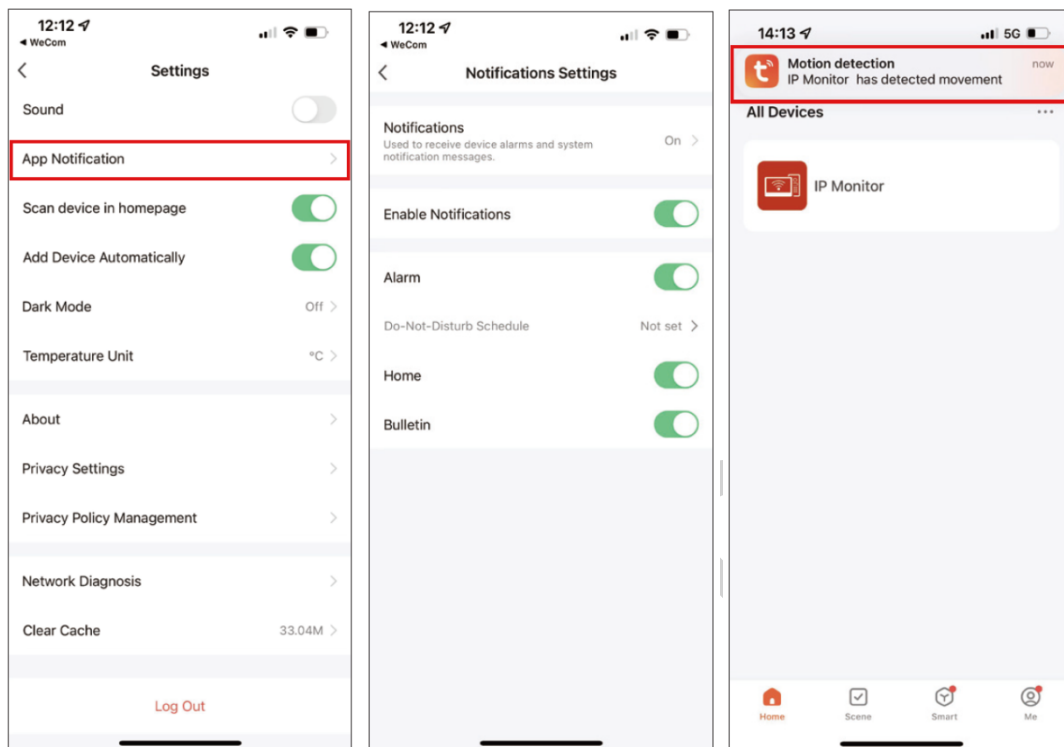 12:12
◀ WeCom
Settings
Sound
App Notification
Scan device in homepage
Add Device Automatically
Dark Mode Off
Temperature Unit °C
About
Privacy Settings
Privacy Policy Management
Network Diagnosis
Clear Cache 33.04M
Log Out
12:12
◀ WeCom
Notifications Settings
Notifications
Used to receive device alarms and system
notification messages.
On
Enable Notifications
Alarm
Do-Not-Disturb Schedule Not set
Home
Bulletin
14:13 5G
Motion detection now
IP Monitor has detected movement
All Devices
IP Monitor
Home Scene Smart Me